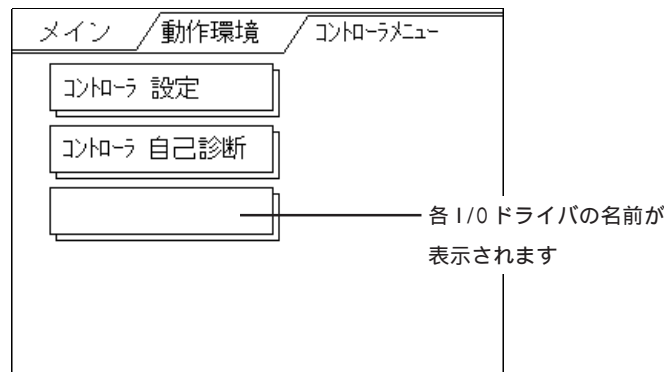 メイン 動作環境 ｺﾝﾄﾛｰﾗﾒﾆｭｰ
ｺﾝﾄﾛｰﾗ 設定
ｺﾝﾄﾛｰﾗ 自己診断
各I/Oドライバの名前が
表示されます